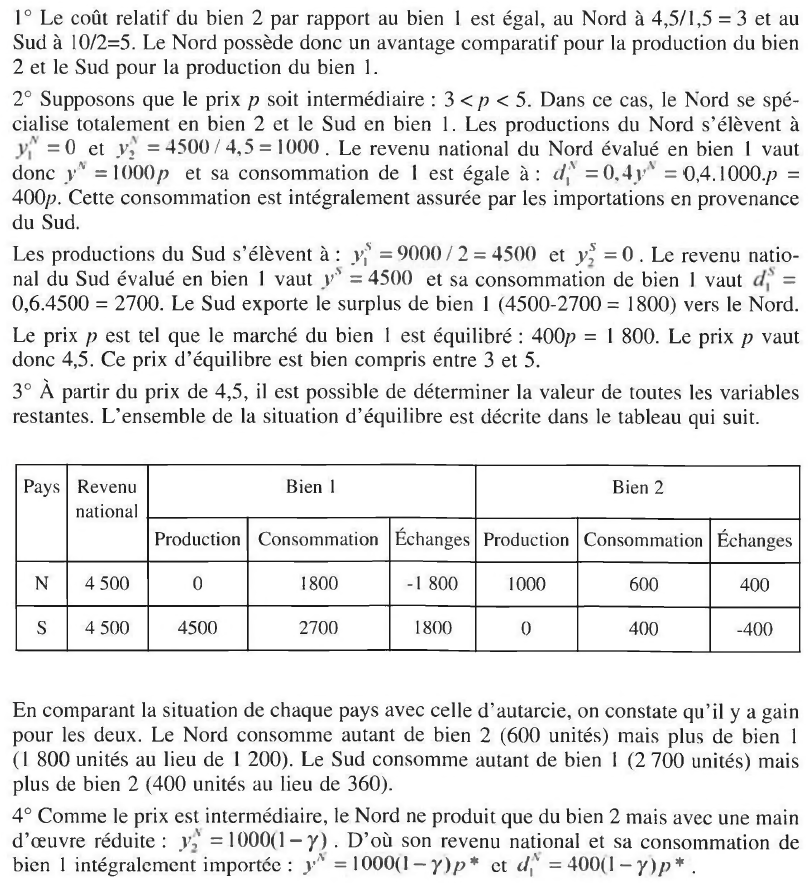 1° Le coût relatif du bien 2 par rapport au bien 1 est égal, au Nord à 4,5/1,5 = 3 et au
Sud à 10/2=5. Le Nord possède donc un avantage comparatif pour la production du bien
2 et le Sud pour la production du bien 1.
2° Supposons que le prix p soit intermédiaire : 3 < p < 5. Dans ce cas, le Nord se spé-
cialise totalement en bien 2 et le Sud en bien 1. Les productions du Nord s'élèvent à
y₁ᴺ = 0 et y₂ᴺ = 4500 / 4,5 = 1000 . Le revenu national du Nord évalué en bien 1 vaut
donc yᴺ = 1000p et sa consommation de 1 est égale à : d₁ᴺ = 0,4yᴺ = 0,4.1000.p =
400p. Cette consommation est intégralement assurée par les importations en provenance
du Sud.
Les productions du Sud s'élèvent à : y₁ˢ = 9000 / 2 = 4500 et y₂ˢ = 0 . Le revenu natio-
nal du Sud évalué en bien 1 vaut yˢ = 4500 et sa consommation de bien 1 vaut d₁ˢ =
0,6.4500 = 2700. Le Sud exporte le surplus de bien 1 (4500-2700 = 1800) vers le Nord.
Le prix p est tel que le marché du bien 1 est équilibré : 400p = 1 800. Le prix p vaut
donc 4,5. Ce prix d'équilibre est bien compris entre 3 et 5.
3° À partir du prix de 4,5, il est possible de déterminer la valeur de toutes les variables
restantes. L'ensemble de la situation d'équilibre est décrite dans le tableau qui suit.
Pays Revenu national Bien 1 Bien 2
Production Consommation Échanges Production Consommation Échanges
N 4 500 0 1800 -1 800 1000 600 400
S 4 500 4500 2700 1800 0 400 -400
En comparant la situation de chaque pays avec celle d'autarcie, on constate qu'il y a gain
pour les deux. Le Nord consomme autant de bien 2 (600 unités) mais plus de bien 1
(1 800 unités au lieu de 1 200). Le Sud consomme autant de bien 1 (2 700 unités) mais
plus de bien 2 (400 unités au lieu de 360).
4° Comme le prix est intermédiaire, le Nord ne produit que du bien 2 mais avec une main
d'œuvre réduite : y₂ᴺ = 1000(1−γ) . D'où son revenu national et sa consommation de
bien 1 intégralement importée : yᴺ = 1000(1−γ)p* et d₁ᴺ = 400(1−γ)p* .